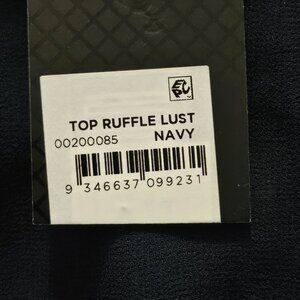 TOP RUFFLE LUST
00200085 NAVY
9 346637 099231